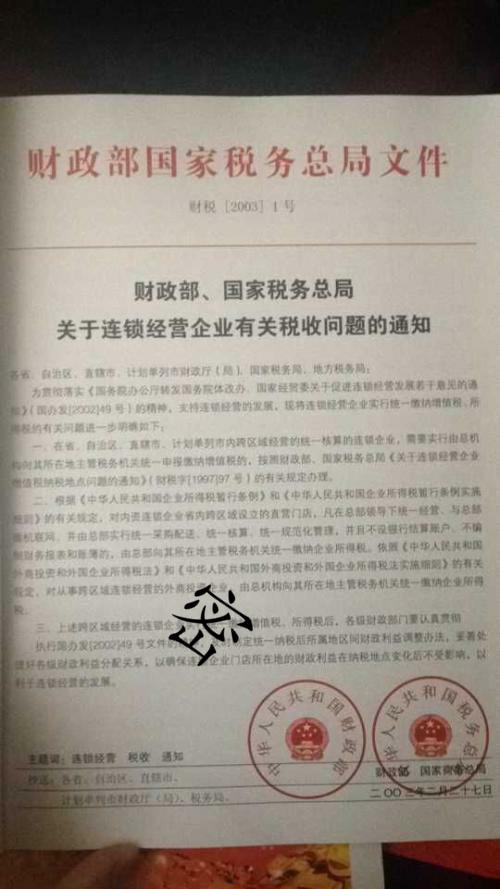 财政部国家税务总局文件
财税［2003］1号
财政部、国家税务总局
关于连锁经营企业有关税收问题的通知
各省、自治区、直辖市、计划单列市财政厅（局）、国家税务局、地方税务局：
为贯彻落实《国务院办公厅转发国务院体改办、国家经贸委关于促进连锁经营发展若干意见的通
知》（国办发[2002]49号）的精神，支持连锁经营的发展，现将连锁企业实行统一缴纳增值税、所
得税的有关问题进一步明确如下：
一、在省、自治区、直辖市、计划单列市内跨区域经营的统一核算的连锁企业，需要实行由总机
构向其所在地主管税务机关统一申报缴纳增值税的，按照财政部、国家税务总局《关于连锁经营企业
增值税纳税地点问题的通知》（财税字[1997]97号）的有关规定办理。
二、根据《中华人民共和国企业所得税暂行条例》和《中华人民共和国企业所得税暂行条例实施
细则》的有关规定，对内资连锁企业省内跨区域设立的直营门店，凡在总部领导下统一经营、与总部
微机联网、并由总部实行统一采购配送、统一核算、统一规范化管理，并且不设银行结算账户、不编
制财务报表和账簿的，由总部向其所在地主管税务机关统一缴纳企业所得税。依照《中华人民共和国
外商投资和外国企业所得税法》和《中华人民共和国外商投资和外国企业所得税法实施细则》的有关
规定，对从事跨区域连锁经营的外商投资企业，由总机构向其所在地主管税务机关统一缴纳企业所得
税。
密
三、上述跨区域经营的连锁企业 增值税、所得税后，各级财政部门要认真贯彻
执行国办发[2002]49号文件的 制定统一纳税后所属地区间财政利益调整办法，妥善处
理好各级财政利益分配关系，以确保连锁企业门店所在地的财政利益在纳税地点变化后不受影响，以
利于连锁经营的发展。
中华人民共和国财政部
中华人民共和国国家税务总局
主题词：连锁经营 税收 通知
抄送：各省、自治区、直辖市、
财政部 国家 总局
计划单列市财政厅（局）、税务局。
二〇〇三年二月二十七日